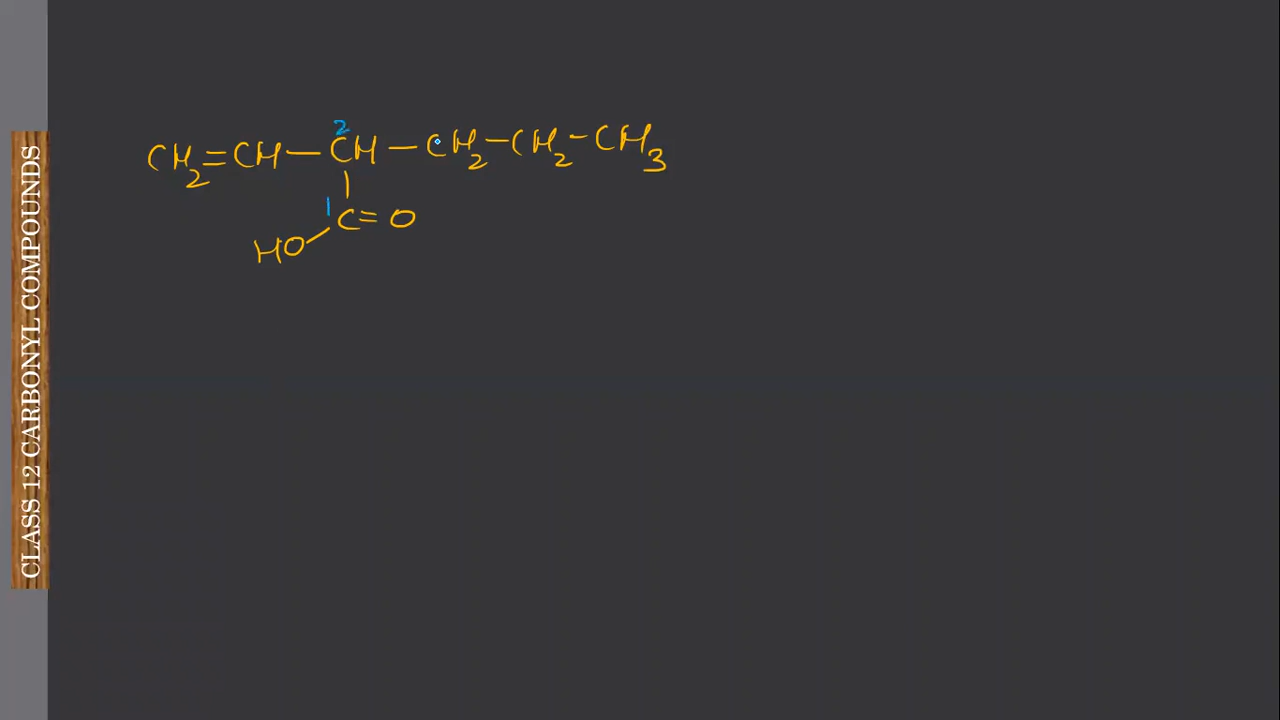 CLASS 12 CARBONYL COMPOUNDS
2
CH2=CH—CH—CH2—CH2—CH3
|
1 C=O
HO